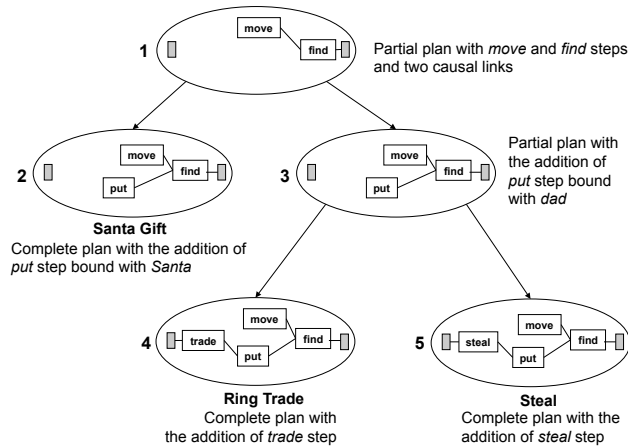 1
move
find
Partial plan with move and find steps
and two causal links
2
move
put
find
Santa Gift
Complete plan with the addition of
put step bound with Santa
3
move
put
find
Partial plan with
the addition of
put step bound
with dad
4
trade
move
put
find
Ring Trade
Complete plan with
the addition of trade step
5
steal
move
put
find
Steal
Complete plan with the
addition of steal step